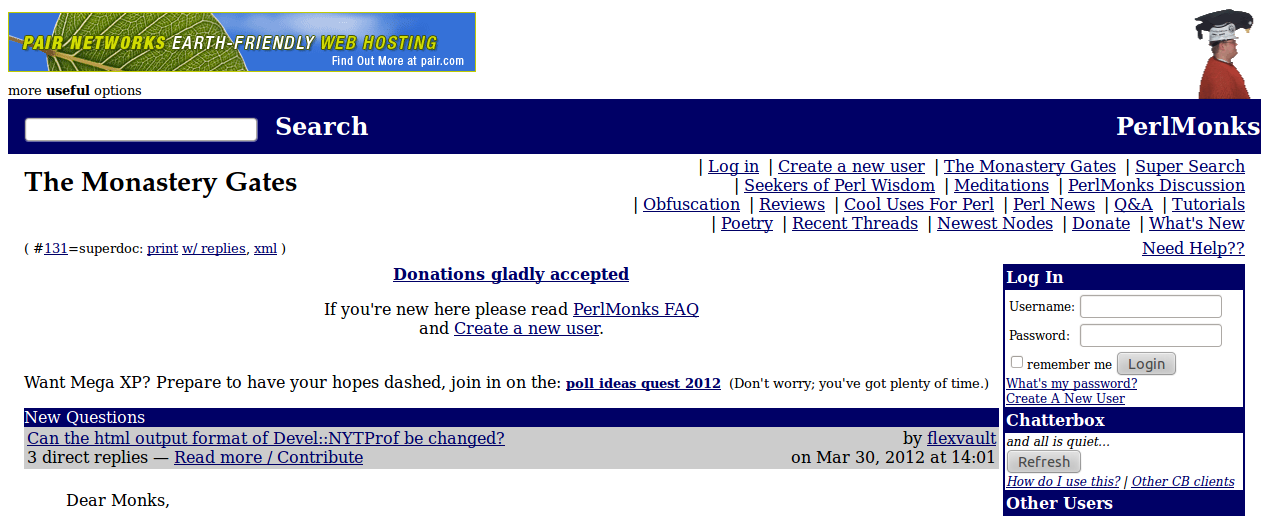 PAIR NETWORKS EARTH-FRIENDLY WEB HOSTING
Find Out More at pair.com
more useful options
Search
PerlMonks
The Monastery Gates
| Log in | Create a new user | The Monastery Gates | Super Search
| Seekers of Perl Wisdom | Meditations | PerlMonks Discussion
| Obfuscation | Reviews | Cool Uses For Perl | Perl News | Q&A | Tutorials
| Poetry | Recent Threads | Newest Nodes | Donate | What's New
( #131=superdoc: print w/ replies, xml )
Need Help??
Donations gladly accepted
If you're new here please read PerlMonks FAQ
and Create a new user.
Want Mega XP? Prepare to have your hopes dashed, join in on the: poll ideas quest 2012 (Don't worry; you've got plenty of time.)
New Questions
Can the html output format of Devel::NYTProf be changed?
by flexvault
3 direct replies — Read more / Contribute
on Mar 30, 2012 at 14:01
Dear Monks,
Log In
Username:
Password:
remember me Login
What's my password?
Create A New User
Chatterbox
and all is quiet...
Refresh
How do I use this? | Other CB clients
Other Users